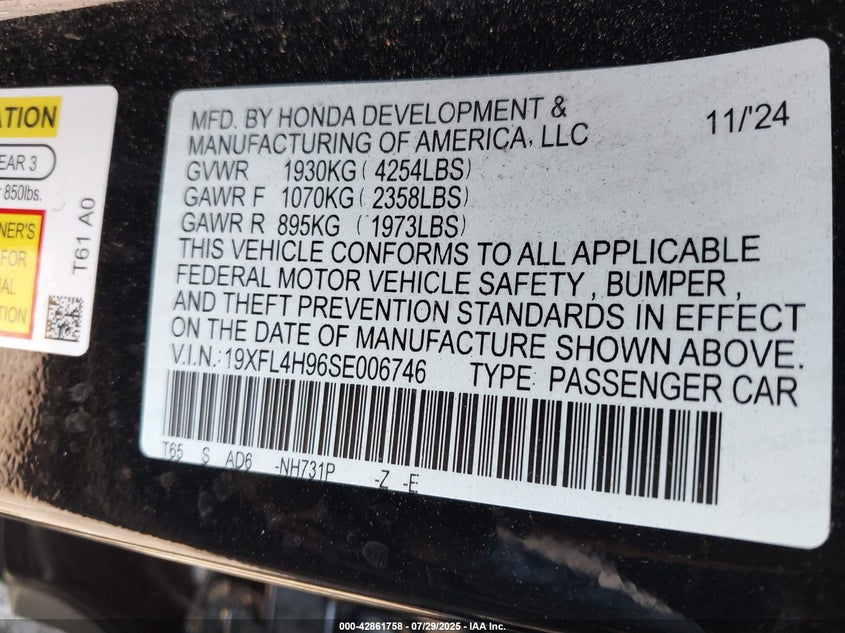 ATION
EAR 3
850lbs.
NER'S
FOR
AL
TION
T61 A0
MFD. BY HONDA DEVELOPMENT & 11/'24
MANUFACTURING OF AMERICA, LLC
GVWR 1930KG ( 4254LBS)
GAWR F 1070KG ( 2358LBS)
GAWR R 895KG ( 1973LBS)
THIS VEHICLE CONFORMS TO ALL APPLICABLE
FEDERAL MOTOR VEHICLE SAFETY , BUMPER ,
AND THEFT PREVENTION STANDARDS IN EFFECT
ON THE DATE OF MANUFACTURE SHOWN ABOVE.
V.I.N.: 19XFL4H96SE006746 TYPE: PASSENGER CAR
T65 S AD6 -NH731P -Z -E
000-42861758 - 07/29/2025 - IAA Inc.